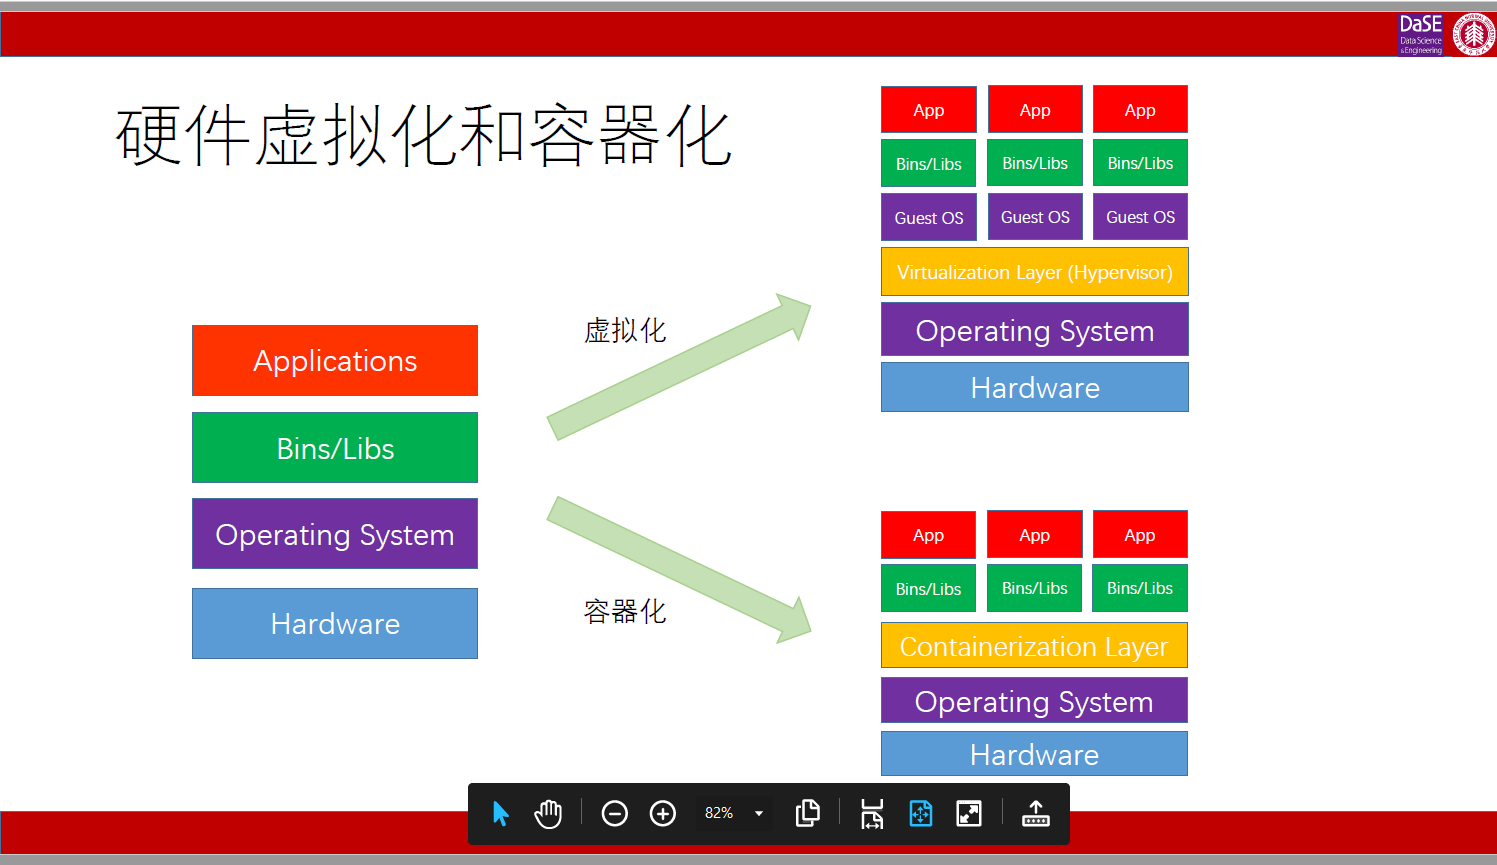 DaSE
Data Science
& Engineering
硬件虚拟化和容器化
Applications
Bins/Libs
Operating System
Hardware
虚拟化
容器化
App App App
Bins/Libs Bins/Libs Bins/Libs
Guest OS Guest OS Guest OS
Virtualization Layer (Hypervisor)
Operating System
Hardware
App App App
Bins/Libs Bins/Libs Bins/Libs
Containerization Layer
Operating System
Hardware
82%